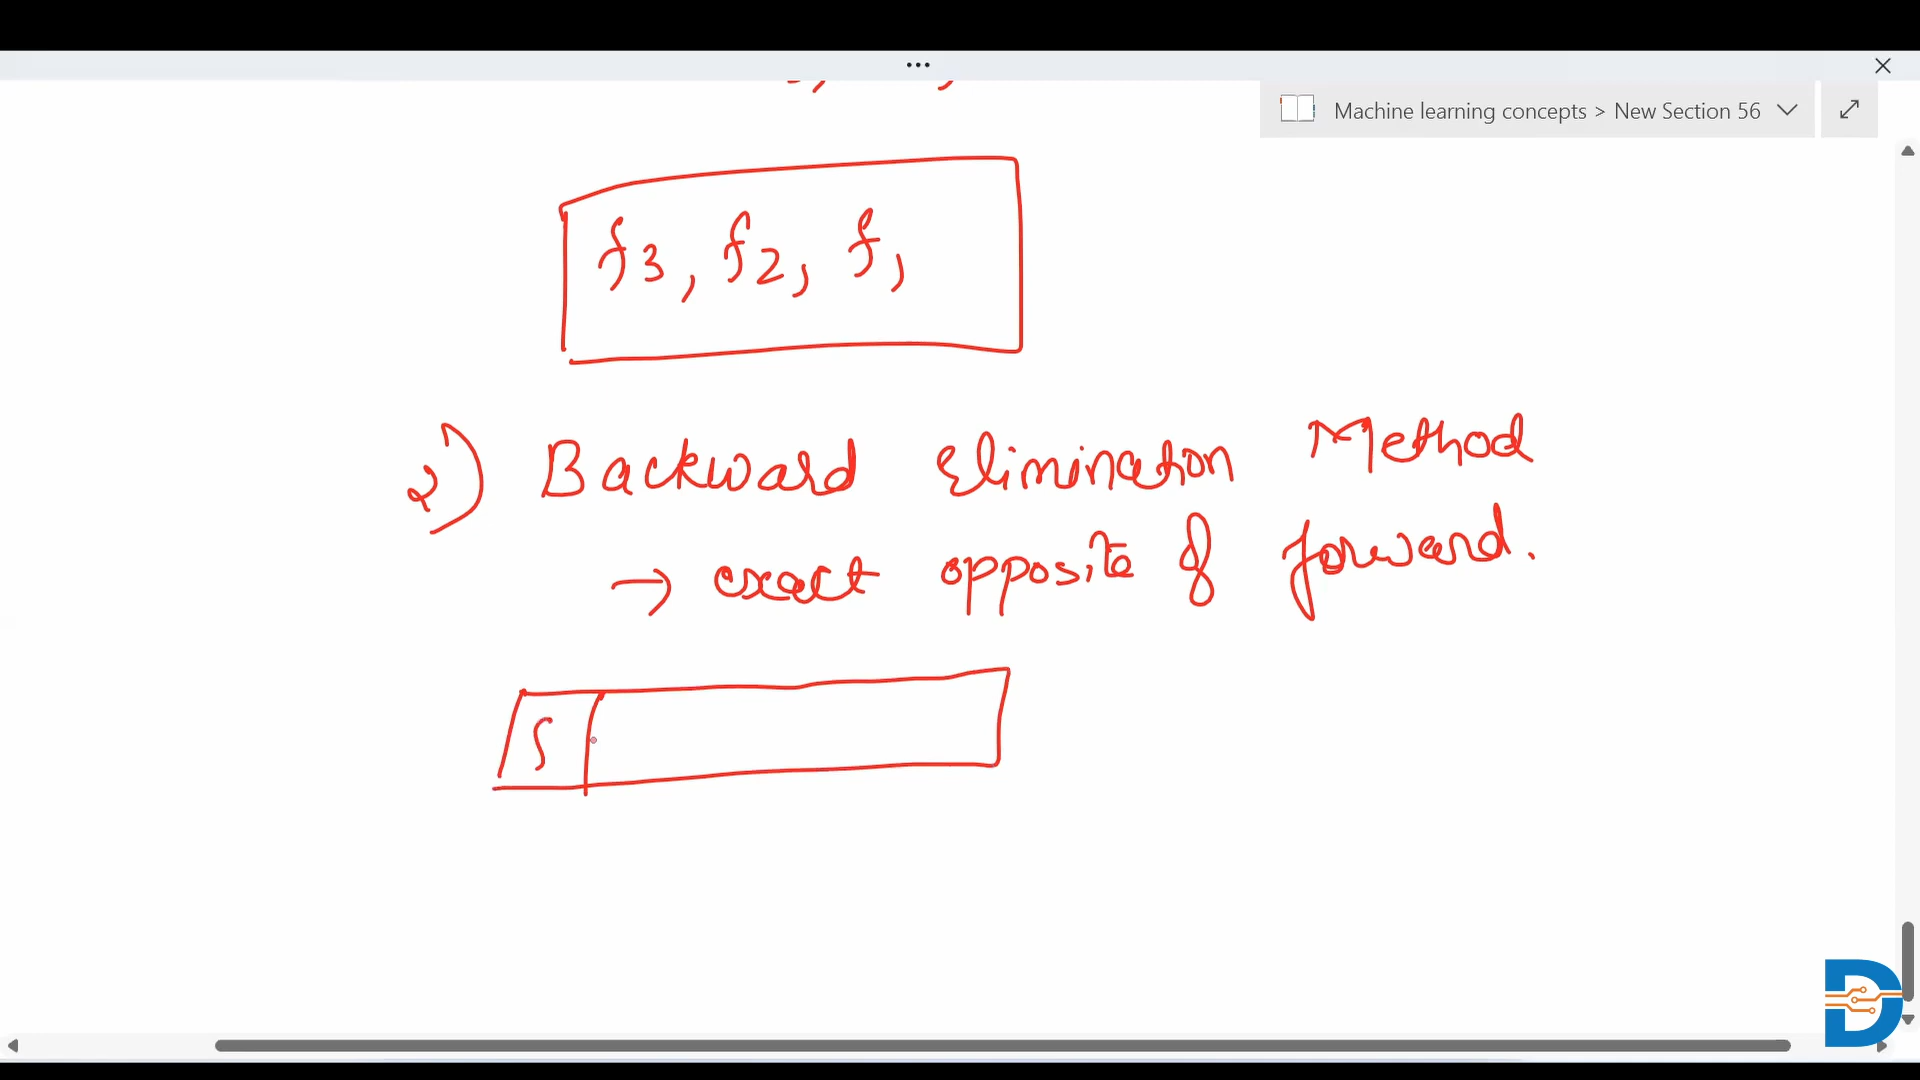 Machine learning concepts > New Section 56
f3, f2, f1
2) Backward Elimination Method
→ exact opposite of forward.